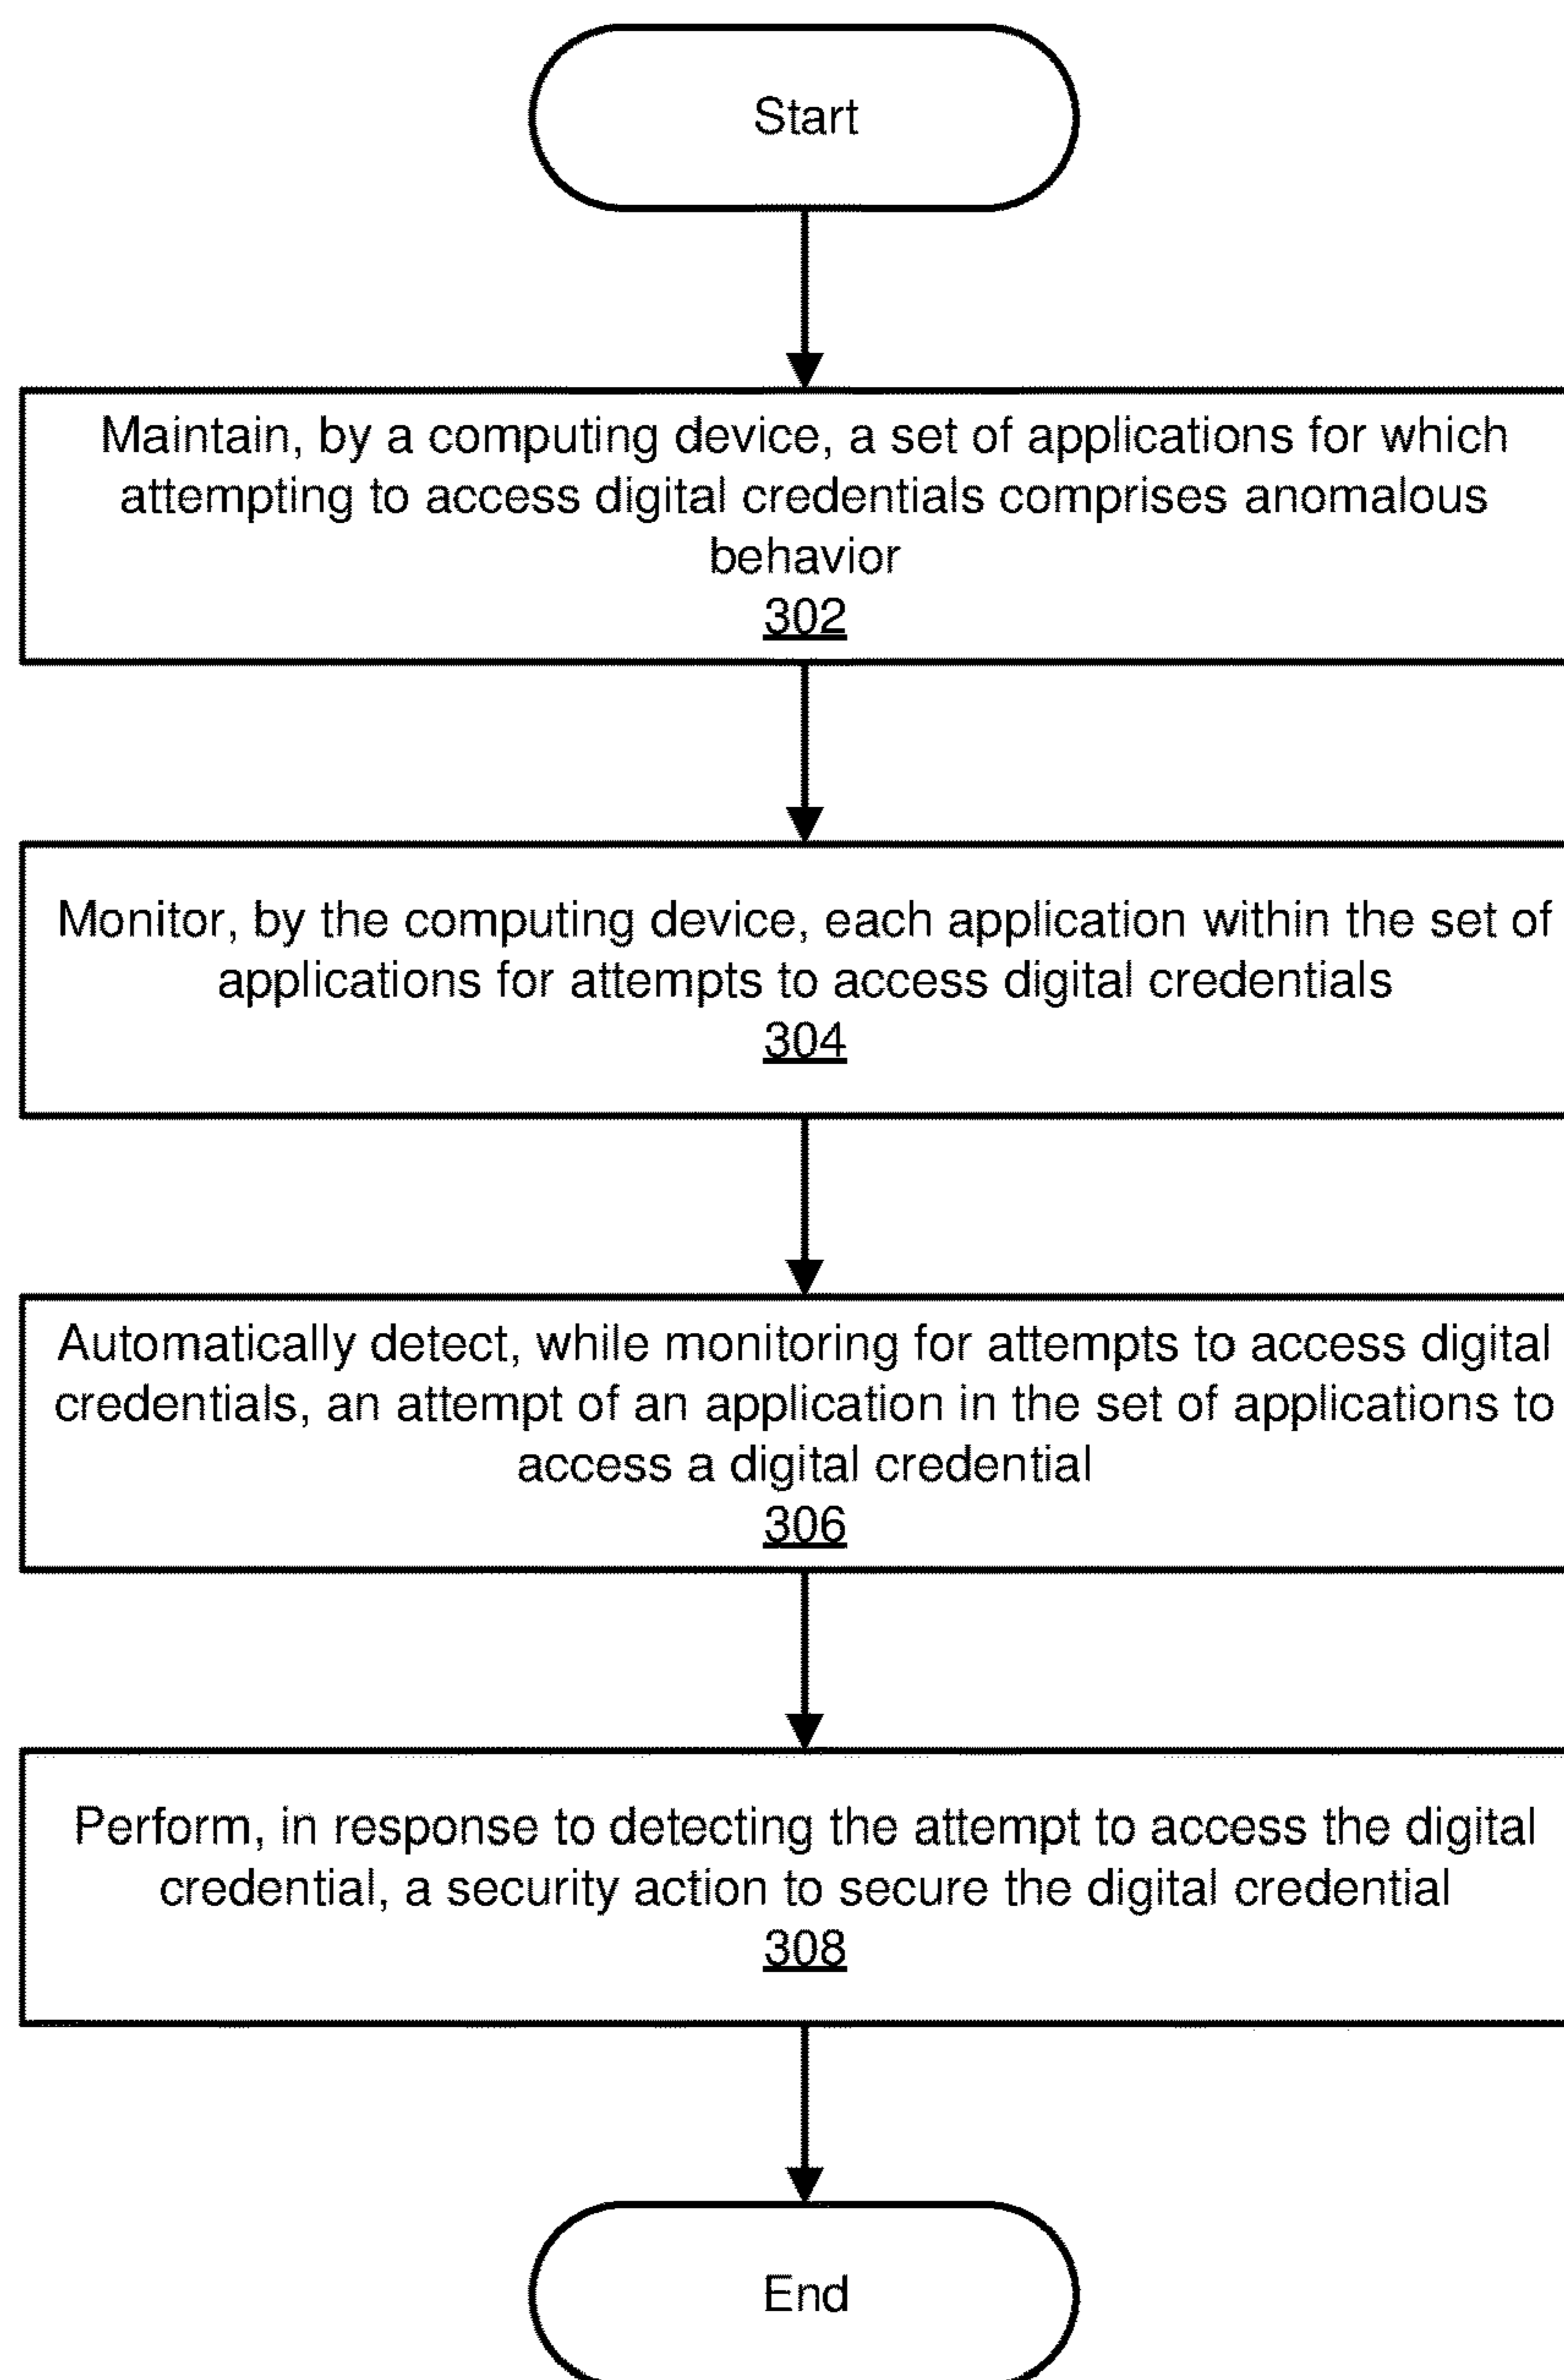 Start
Maintain, by a computing device, a set of applications for which
attempting to access digital credentials comprises anomalous
behavior
302
Monitor, by the computing device, each application within the set of
applications for attempts to access digital credentials
304
Automatically detect, while monitoring for attempts to access digital
credentials, an attempt of an application in the set of applications to
access a digital credential
306
Perform, in response to detecting the attempt to access the digital
credential, a security action to secure the digital credential
308
End